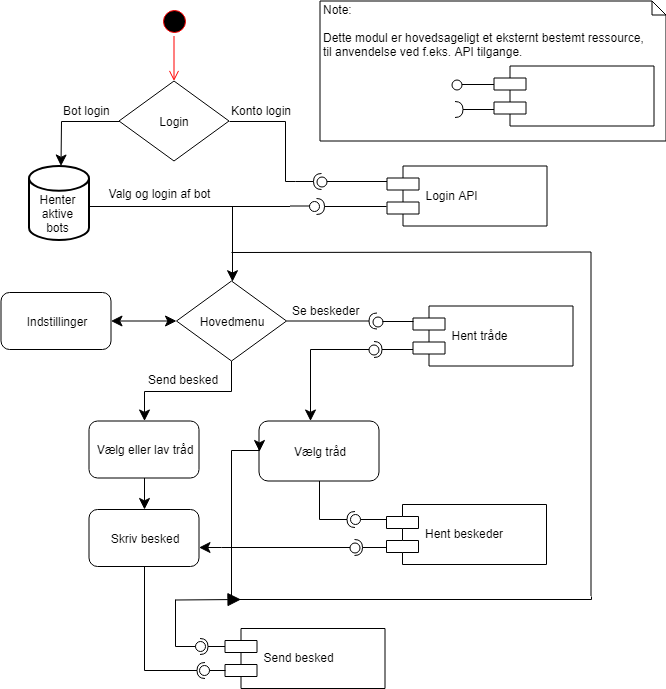 Note:
Dette modul er hovedsageligt et eksternt bestemt ressource,
til anvendelse ved f.eks. API tilgange.
Bot login
Konto login
Login
Henter
aktive
bots
Valg og login af bot
Login API
Indstillinger
Hovedmenu
Se beskeder
Hent tråde
Send besked
Vælg eller lav tråd
Vælg tråd
Skriv besked
Hent beskeder
Send besked